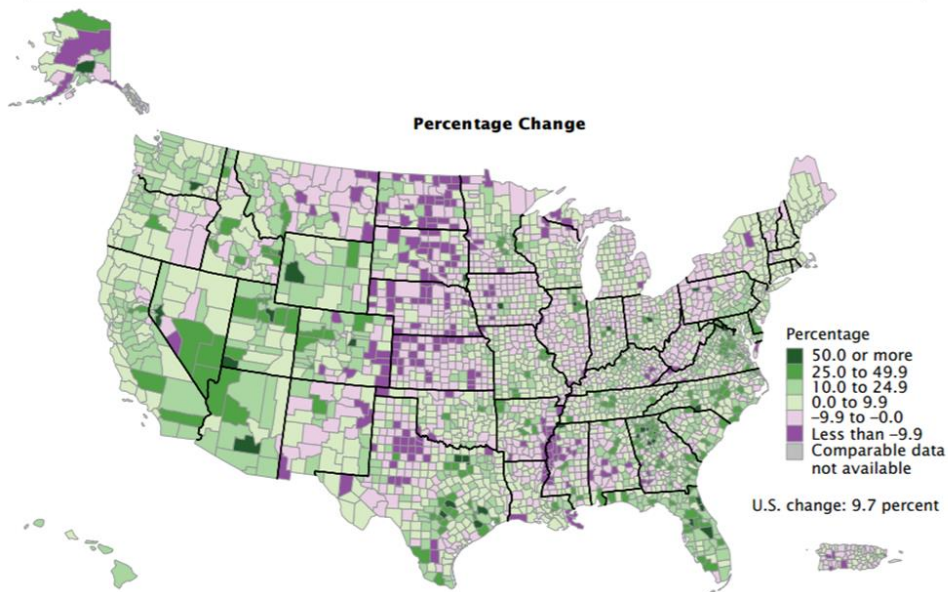 Percentage Change
Percentage
50.0 or more
25.0 to 49.9
10.0 to 24.9
0.0 to 9.9
–9.9 to –0.0
Less than –9.9
Comparable data
not available
U.S. change: 9.7 percent